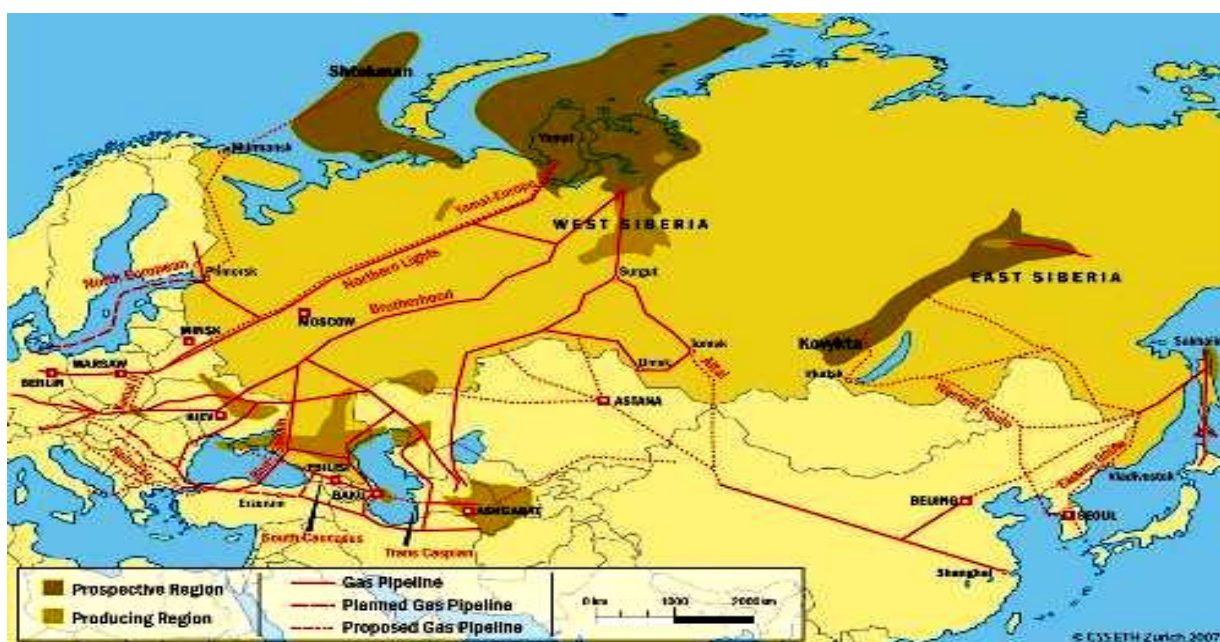 Shtokman
Murmansk
Yamal
Yamal-Europe
WEST SIBERIA
North European
Primorsk
Northern Lights
Surgut
EAST SIBERIA
Brotherhood
MOSCOW
MINSK
Tomsk
Kovykta
Sakhalin
WARSAW
Omsk
Altai
Irkutsk
BERLIN
ASTANA
KIEV
Vladivostok
TBILISI
BAKU
BEIJING
Erzurum
ASHGABAT
SEOUL
South Caucasus
Trans Caspian
Shanghai
Prospective Region
Producing Region
Gas Pipeline
Planned Gas Pipeline
Proposed Gas Pipeline
0 km 1000 2000 km
© CSS ETH Zurich